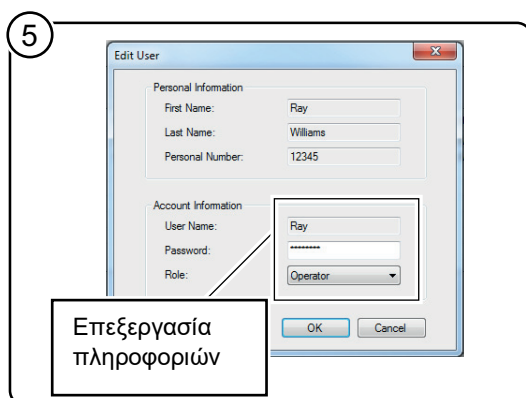 5
Edit User
Personal Information
First Name: Ray
Last Name: Williams
Personal Number: 12345
Account Information
User Name: Ray
Password: ********
Role: Operator
Επεξεργασία
πληροφοριών
OK Cancel